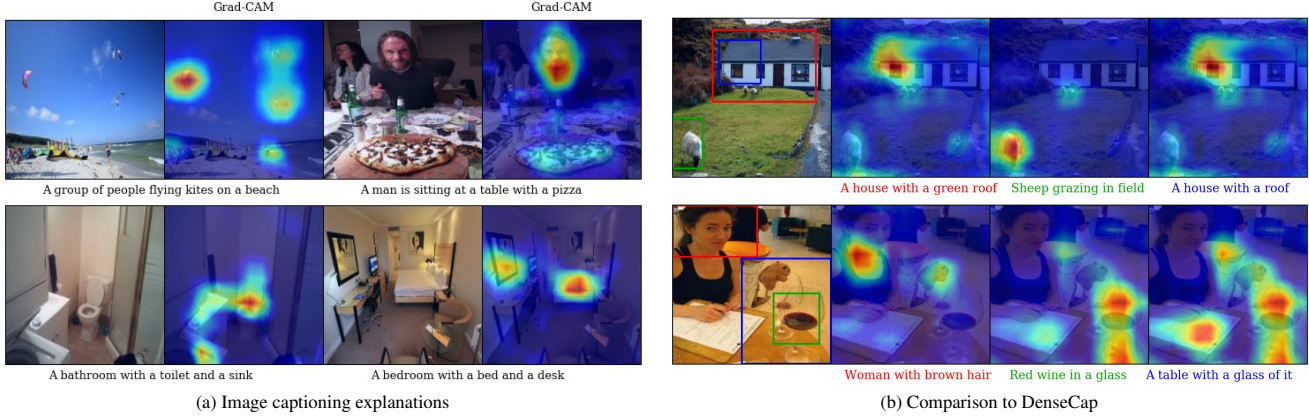 Grad-CAM
Grad-CAM
A group of people flying kites on a beach
A man is sitting at a table with a pizza
A bathroom with a toilet and a sink
A bedroom with a bed and a desk
(a) Image captioning explanations
A house with a green roof
Sheep grazing in field
A house with a roof
Woman with brown hair
Red wine in a glass
A table with a glass of it
(b) Comparison to DenseCap